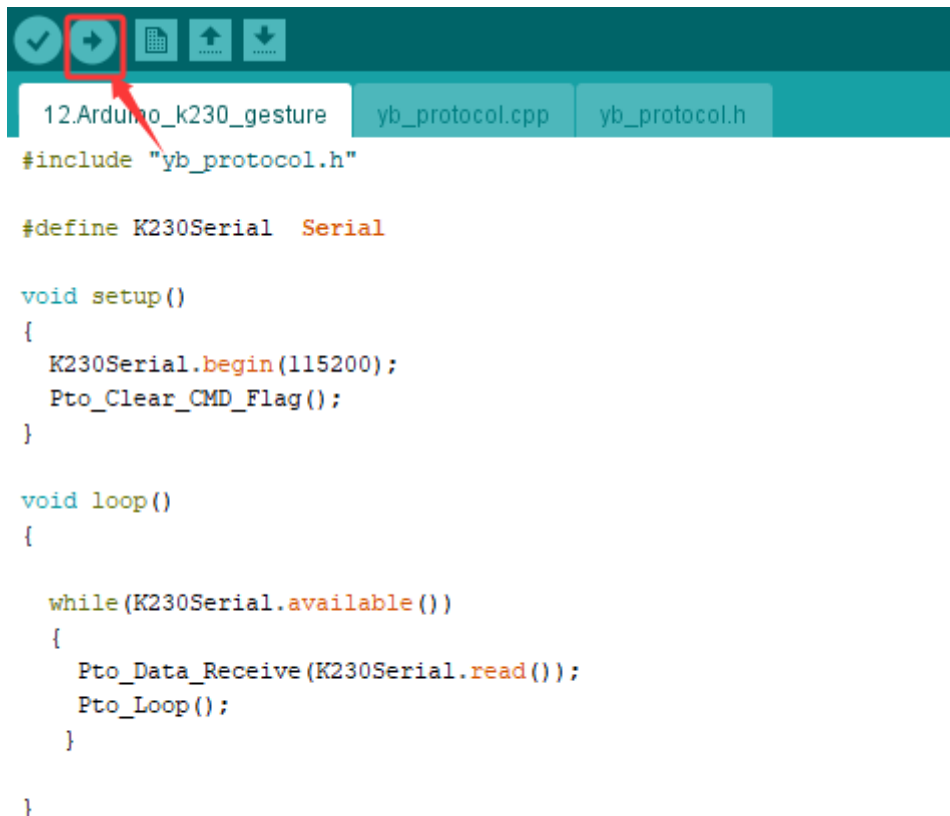 12.Arduino_k230_gesture yb_protocol.cpp yb_protocol.h
#include "yb_protocol.h"
#define K230Serial  Serial
void setup()
{
  K230Serial.begin(115200);
  Pto_Clear_CMD_Flag();
}
void loop()
{
  while(K230Serial.available())
  {
    Pto_Data_Receive(K230Serial.read());
    Pto_Loop();
   }
}